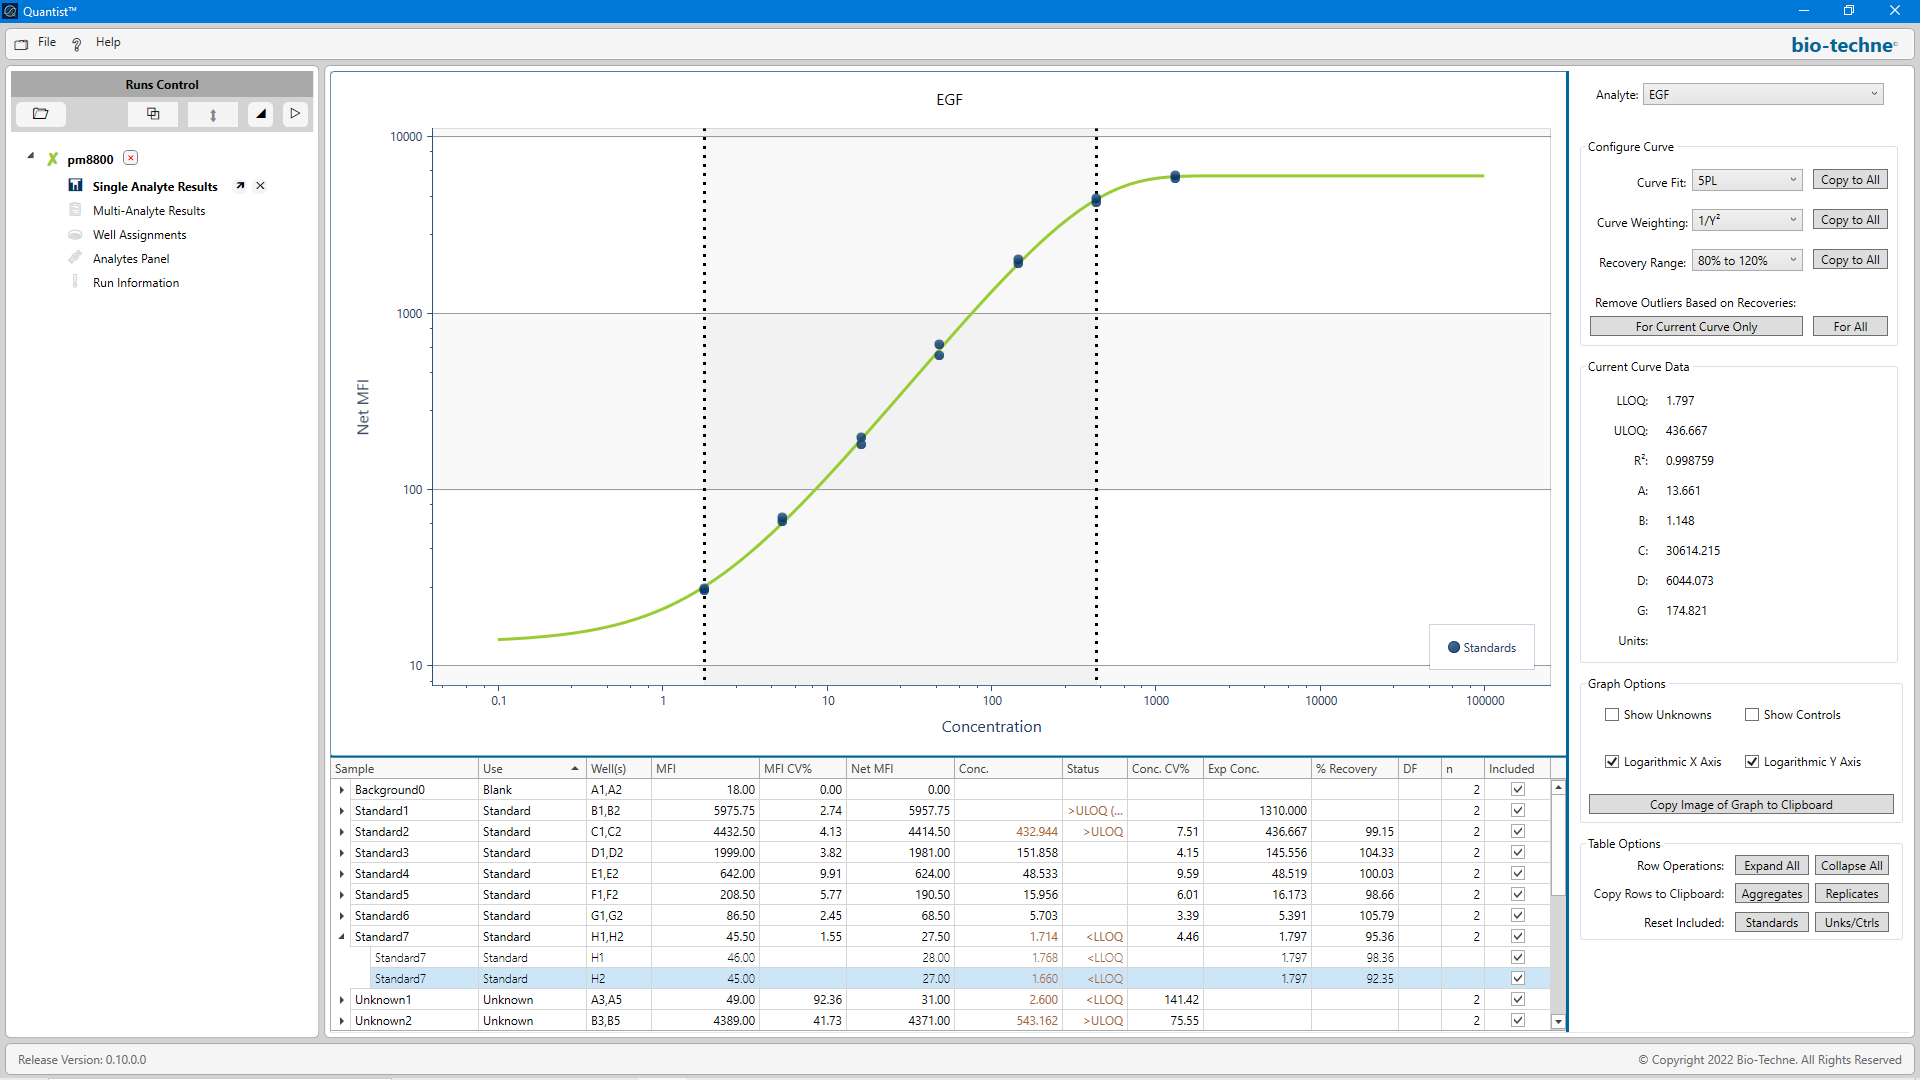 Quantist™
File Help
bio-techne
Runs Control
pm8800
Single Analyte Results
Multi-Analyte Results
Well Assignments
Analytes Panel
Run Information
EGF
10000
1000
100
10
Net MFI
0.1 1 10 100 1000 10000 100000
Concentration
Standards
Sample Use Well(s) MFI MFI CV% Net MFI Conc. Status Conc. CV% Exp Conc. % Recovery DF n Included
Background0 Blank A1,A2 18.00 0.00 0.00 2
Standard1 Standard B1,B2 5975.75 2.74 5957.75 >ULOQ (... 1310.000 2
Standard2 Standard C1,C2 4432.50 4.13 4414.50 432.944 >ULOQ 7.51 436.667 99.15 2
Standard3 Standard D1,D2 1999.00 3.82 1981.00 151.858 4.15 145.556 104.33 2
Standard4 Standard E1,E2 642.00 9.91 624.00 48.533 9.59 48.519 100.03 2
Standard5 Standard F1,F2 208.50 5.77 190.50 15.956 6.01 16.173 98.66 2
Standard6 Standard G1,G2 86.50 2.45 68.50 5.703 3.39 5.391 105.79 2
Standard7 Standard H1,H2 45.50 1.55 27.50 1.714 <LLOQ 4.46 1.797 95.36 2
Standard7 Standard H1 46.00 28.00 1.768 <LLOQ 1.797 98.36
Standard7 Standard H2 45.00 27.00 1.660 <LLOQ 1.797 92.35
Unknown1 Unknown A3,A5 49.00 92.36 31.00 2.600 <LLOQ 141.42 2
Unknown2 Unknown B3,B5 4389.00 41.73 4371.00 543.162 >ULOQ 75.55 2
Analyte: EGF
Configure Curve
Curve Fit: 5PL Copy to All
Curve Weighting: 1/Y² Copy to All
Recovery Range: 80% to 120% Copy to All
Remove Outliers Based on Recoveries:
For Current Curve Only For All
Current Curve Data
LLOQ: 1.797
ULOQ: 436.667
R²: 0.998759
A: 13.661
B: 1.148
C: 30614.215
D: 6044.073
G: 174.821
Units:
Graph Options
Show Unknowns Show Controls
Logarithmic X Axis Logarithmic Y Axis
Copy Image of Graph to Clipboard
Table Options
Row Operations: Expand All Collapse All
Copy Rows to Clipboard: Aggregates Replicates
Reset Included: Standards Unks/Ctrls
Release Version: 0.10.0.0
© Copyright 2022 Bio-Techne. All Rights Reserved